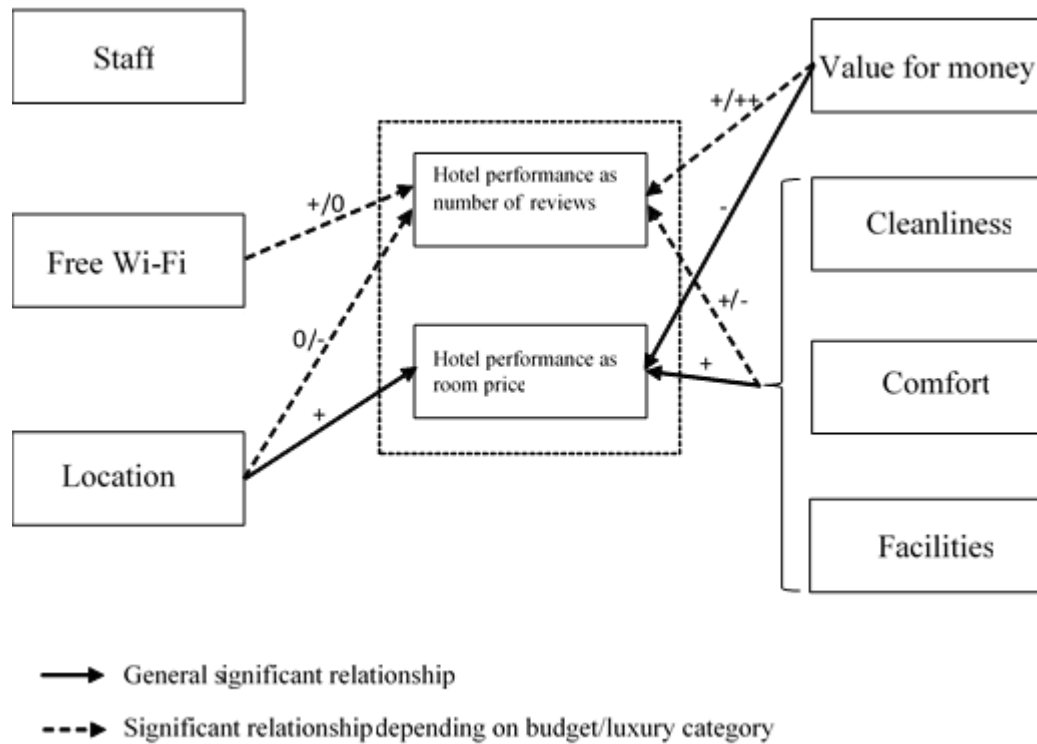 Staff
Value for money
+/++
Hotel performance as
number of reviews
+/0
-
Cleanliness
Free Wi-Fi
+/-
0/-
Hotel performance as
room price
+
Comfort
+
Location
Facilities
General significant relationship
Significant relationship depending on budget/luxury category